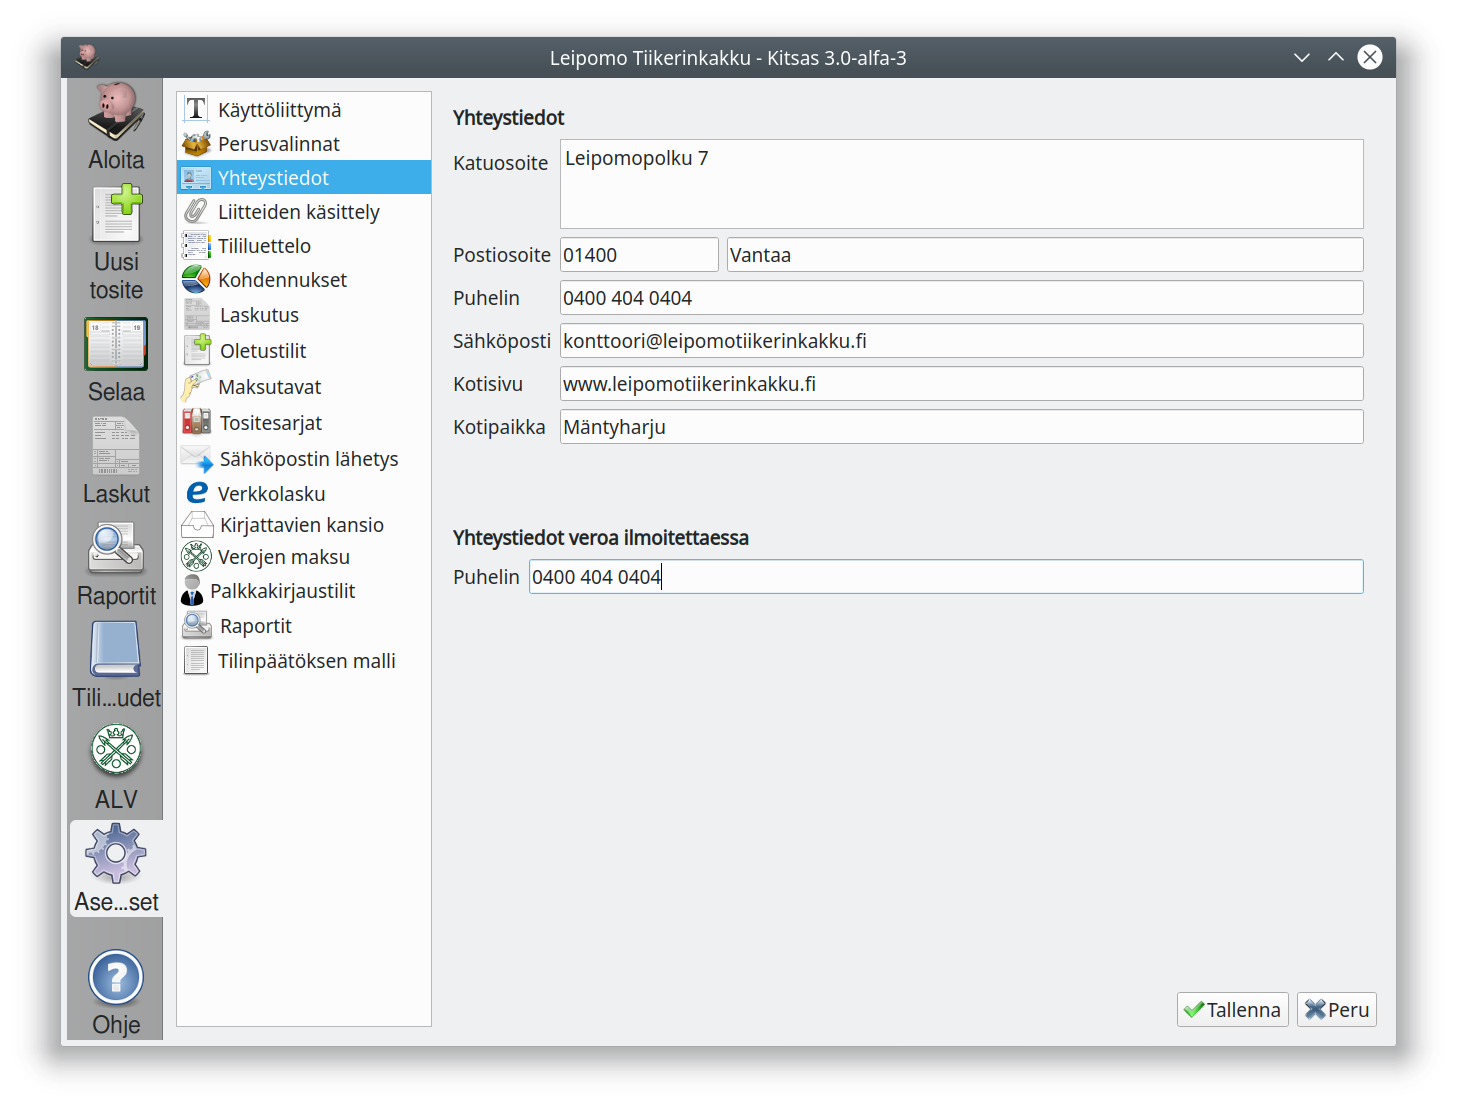 Leipomo Tiikerinkakku - Kitsas 3.0-alfa-3
Aloita
Uusi
tosite
Selaa
Laskut
Raportit
Tili...udet
ALV
Ase...set
Ohje
Käyttöliittymä
Perusvalinnat
Yhteystiedot
Liitteiden käsittely
Tililuettelo
Kohdennukset
Laskutus
Oletustilit
Maksutavat
Tositesarjat
Sähköpostin lähetys
Verkkolasku
Kirjattavien kansio
Verojen maksu
Palkkakirjaustilit
Raportit
Tilinpäätöksen malli
Yhteystiedot
Katuosoite Leipomopolku 7
Postiosoite 01400 Vantaa
Puhelin 0400 404 0404
Sähköposti konttoori@leipomotiikerinkakku.fi
Kotisivu www.leipomotiikerinkakku.fi
Kotipaikka Mäntyharju
Yhteystiedot veroa ilmoitettaessa
Puhelin 0400 404 0404
Tallenna Peru